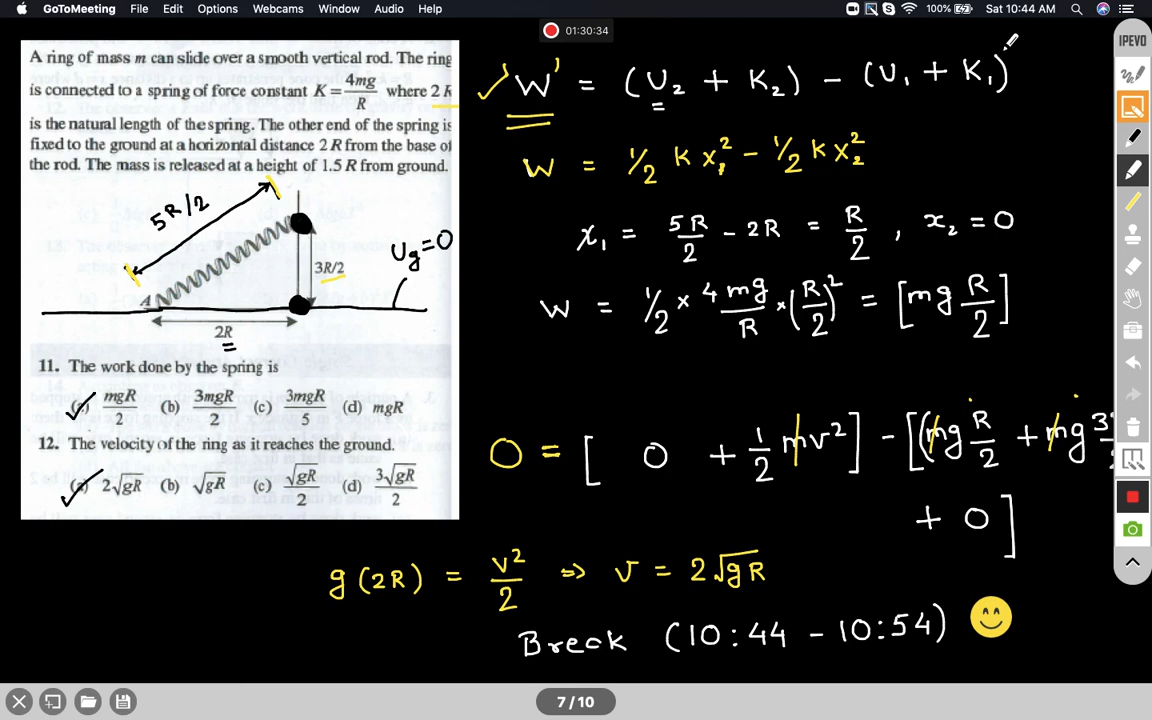 GoToMeeting File Edit Options Webcams Window Audio Help 100% Sat 10:44 AM
01:30:34
IPEVO
A ring of mass m can slide over a smooth vertical rod. The ring
is connected to a spring of force constant K = 4mg/R where 2 R
is the natural length of the spring. The other end of the spring is
fixed to the ground at a horizontal distance 2 R from the base of
the rod. The mass is released at a height of 1.5 R from ground.
5R/2
Ug=0
3R/2
A
2R
11. The work done by the spring is
(a) mgR/2 (b) 3mgR/2 (c) 3mgR/5 (d) mgR
12. The velocity of the ring as it reaches the ground.
(a) 2√gR (b) √gR (c) √gR/2 (d) 3√gR/2
✓W' = (U₂ + K₂) - (U₁ + K₁)
W = 1/2 K x₁² - 1/2 K x₂²
x₁ = 5R/2 - 2R = R/2 , x₂ = 0
W = 1/2 × 4mg/R × (R/2)² = [mg R/2]
0 = [ 0 + 1/2 mv²] - [(mg R/2 + mg 3
+ 0 ]
g (2R) = v²/2 ⇒ v = 2√gR
Breck (10:44 - 10:54)
7 / 10